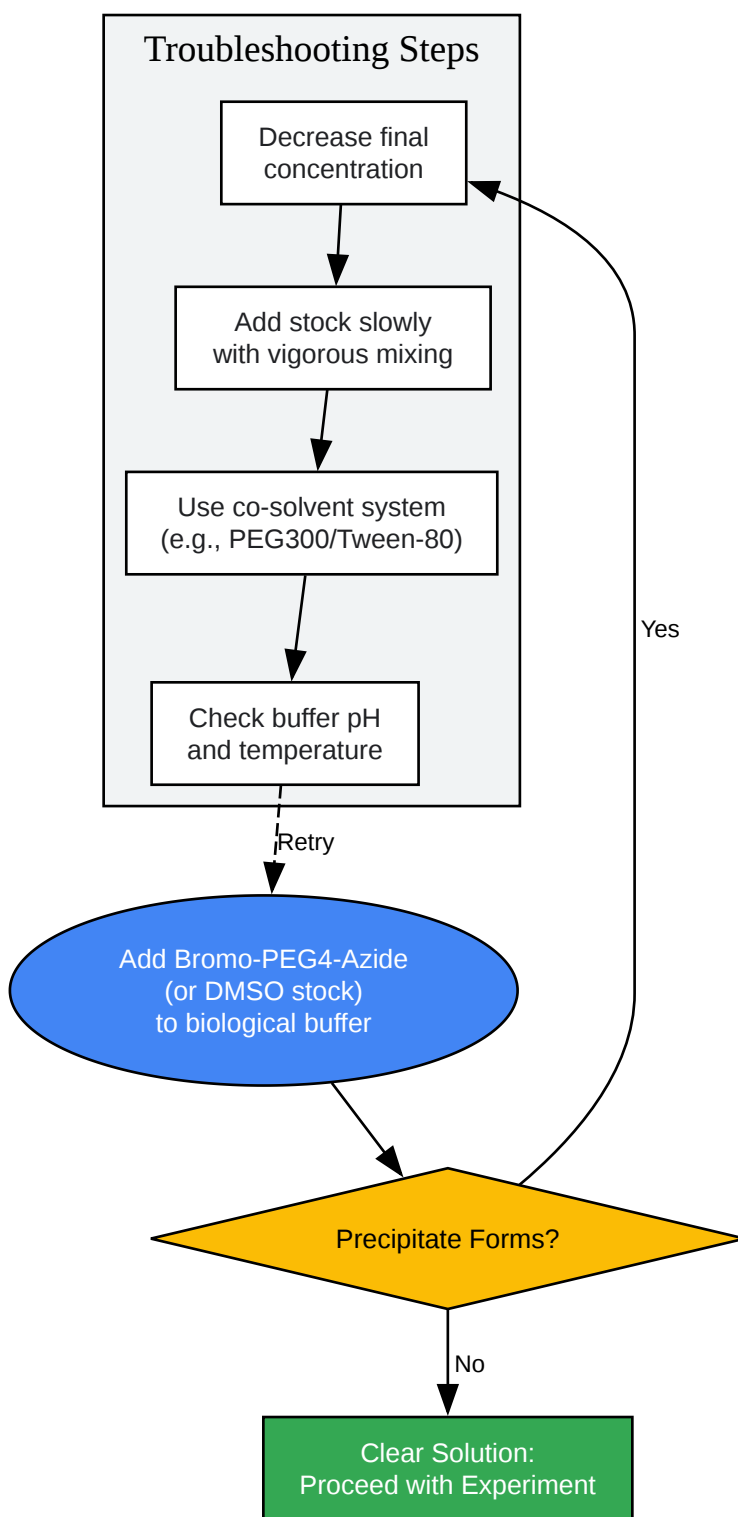 Troubleshooting Steps
Decrease final
concentration
Add stock slowly
with vigorous mixing
Use co-solvent system
(e.g., PEG300/Tween-80)
Yes
Check buffer pH
and temperature
Retry
Add Bromo-PEG4-Azide
(or DMSO stock)
to biological buffer
Precipitate Forms?
No
Clear Solution:
Proceed with Experiment